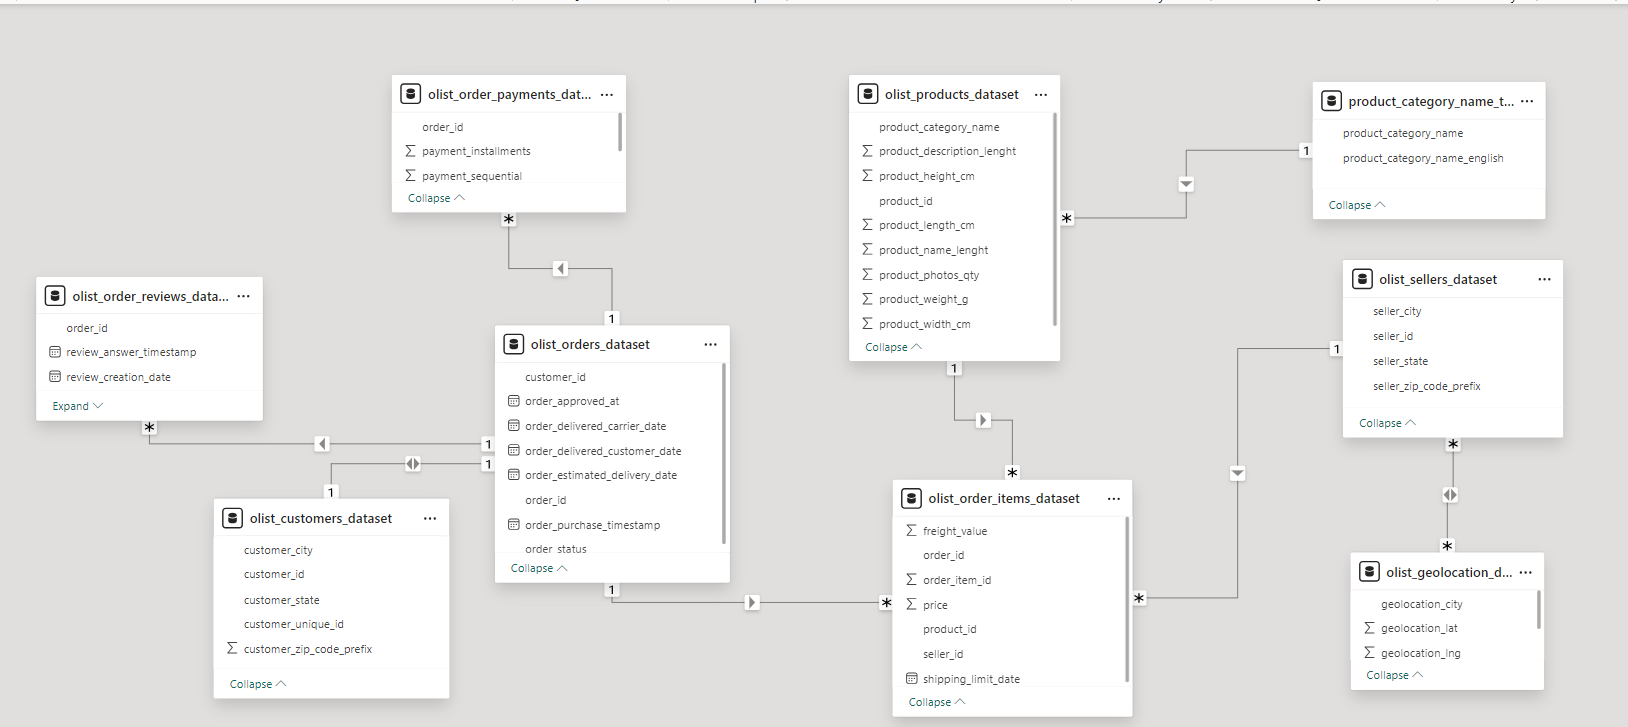 olist_order_payments_dat...
order_id
payment_installments
payment_sequential
Collapse
olist_products_dataset
product_category_name
product_description_lenght
product_height_cm
product_id
product_length_cm
product_name_lenght
product_photos_qty
product_weight_g
product_width_cm
Collapse
product_category_name_t...
product_category_name
product_category_name_english
Collapse
olist_order_reviews_data...
order_id
review_answer_timestamp
review_creation_date
Expand
olist_orders_dataset
customer_id
order_approved_at
order_delivered_carrier_date
order_delivered_customer_date
order_estimated_delivery_date
order_id
order_purchase_timestamp
order_status
Collapse
olist_sellers_dataset
seller_city
seller_id
seller_state
seller_zip_code_prefix
Collapse
olist_customers_dataset
customer_city
customer_id
customer_state
customer_unique_id
customer_zip_code_prefix
Collapse
olist_order_items_dataset
freight_value
order_id
order_item_id
price
product_id
seller_id
shipping_limit_date
Collapse
olist_geolocation_d...
geolocation_city
geolocation_lat
geolocation_lng
Collapse
*
1
*
1
1
1
*
1
*
1
*
1
*
1
*
*